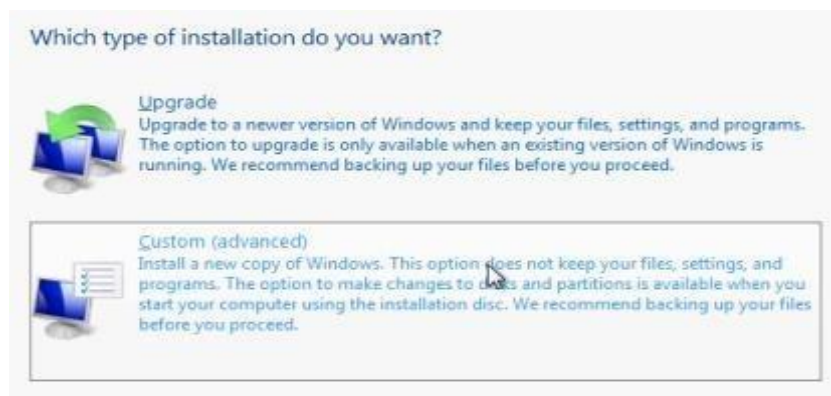 Which type of installation do you want?
Upgrade
Upgrade to a newer version of Windows and keep your files, settings, and programs.
The option to upgrade is only available when an existing version of Windows is
running. We recommend backing up your files before you proceed.
Custom (advanced)
Install a new copy of Windows. This option does not keep your files, settings, and
programs. The option to make changes to disks and partitions is available when you
start your computer using the installation disc. We recommend backing up your files
before you proceed.